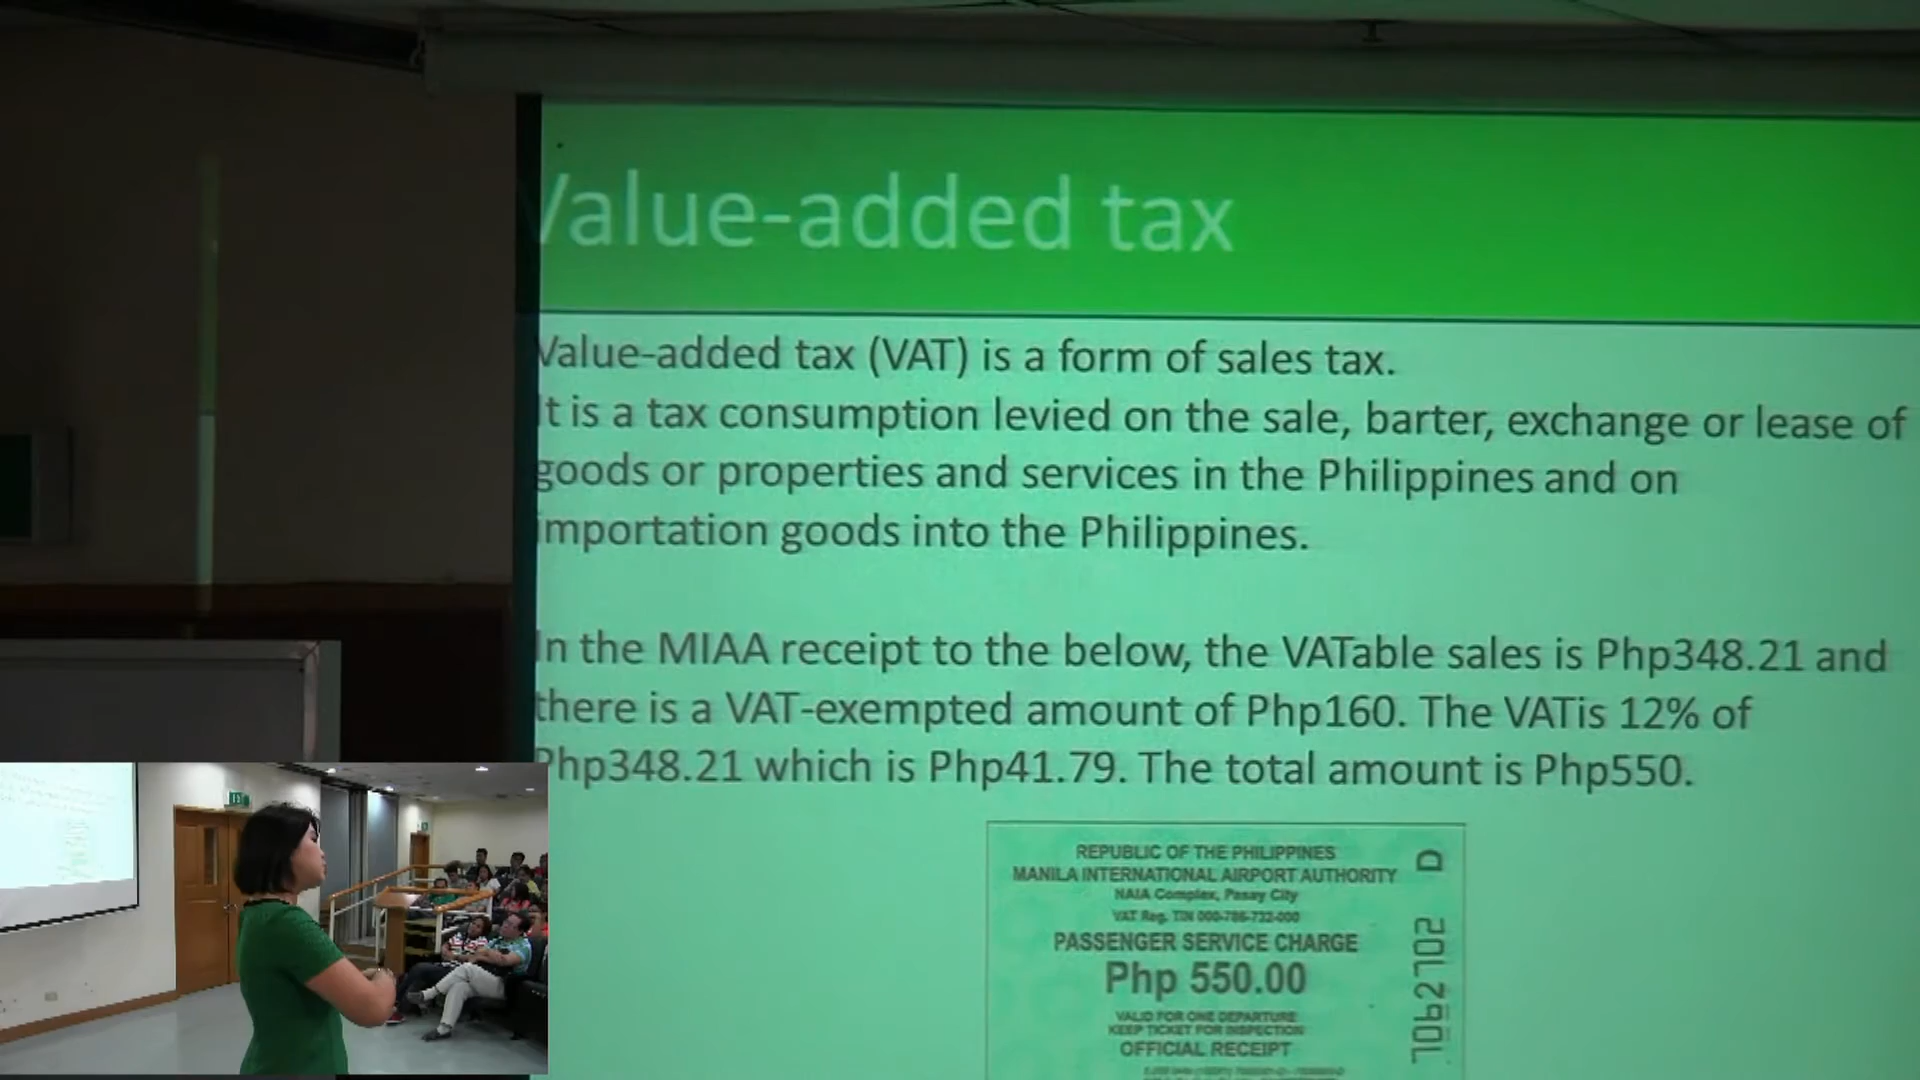 Value-added tax
Value-added tax (VAT) is a form of sales tax.
It is a tax consumption levied on the sale, barter, exchange or lease of
goods or properties and services in the Philippines and on
importation goods into the Philippines.
In the MIAA receipt to the below, the VATable sales is Php348.21 and
there is a VAT-exempted amount of Php160. The VATis 12% of
Php348.21 which is Php41.79. The total amount is Php550.
REPUBLIC OF THE PHILIPPINES
MANILA INTERNATIONAL AIRPORT AUTHORITY
NAIA Complex, Pasay City
VAT Reg. TIN 000-786-732-000
PASSENGER SERVICE CHARGE
Php 550.00
VALID FOR ONE DEPARTURE
KEEP TICKET FOR INSPECTION
OFFICIAL RECEIPT